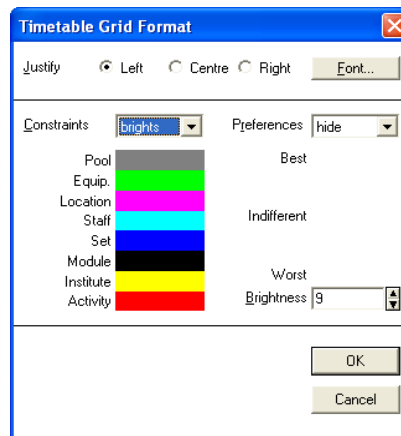 Timetable Grid Format
Justify Left Centre Right Font...
Constraints brights Preferences hide
Pool Best
Equip.
Location
Staff Indifferent
Set
Module
Institute Worst
Activity Brightness 9
OK
Cancel